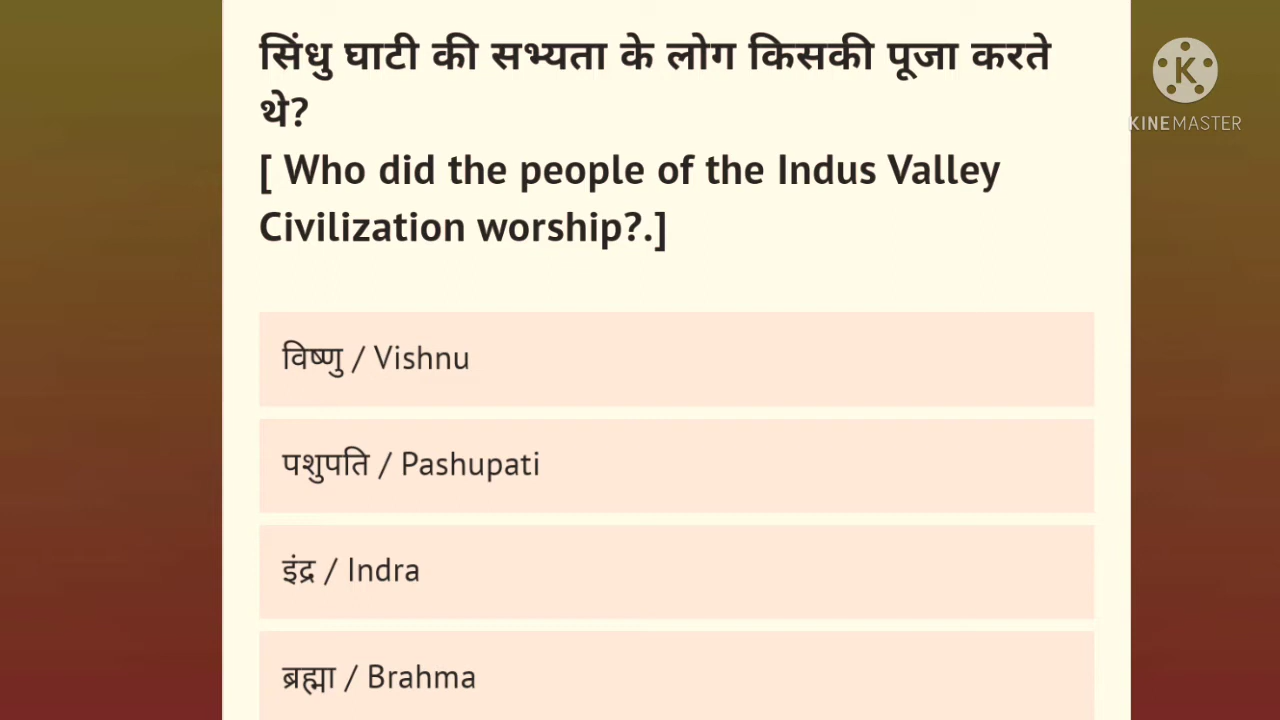 सिंधु घाटी की सभ्यता के लोग किसकी पूजा करते
थे?
[ Who did the people of the Indus Valley
Civilization worship?.]
विष्णु / Vishnu
पशुपति / Pashupati
इंद्र / Indra
ब्रह्मा / Brahma
K
KINEMASTER